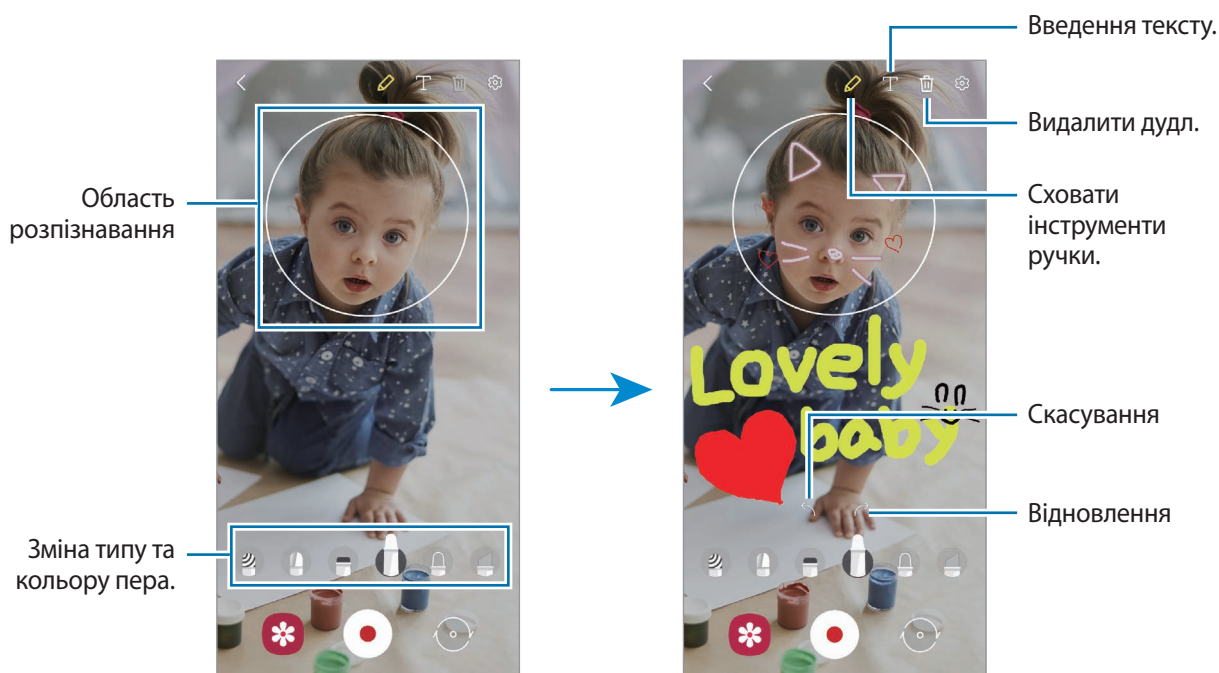 Введення тексту.
Видалити дудл.
Область
розпізнавання
Сховати
інструменти
ручки.
Lovely
baby
Скасування
Відновлення
Зміна типу та
кольору пера.